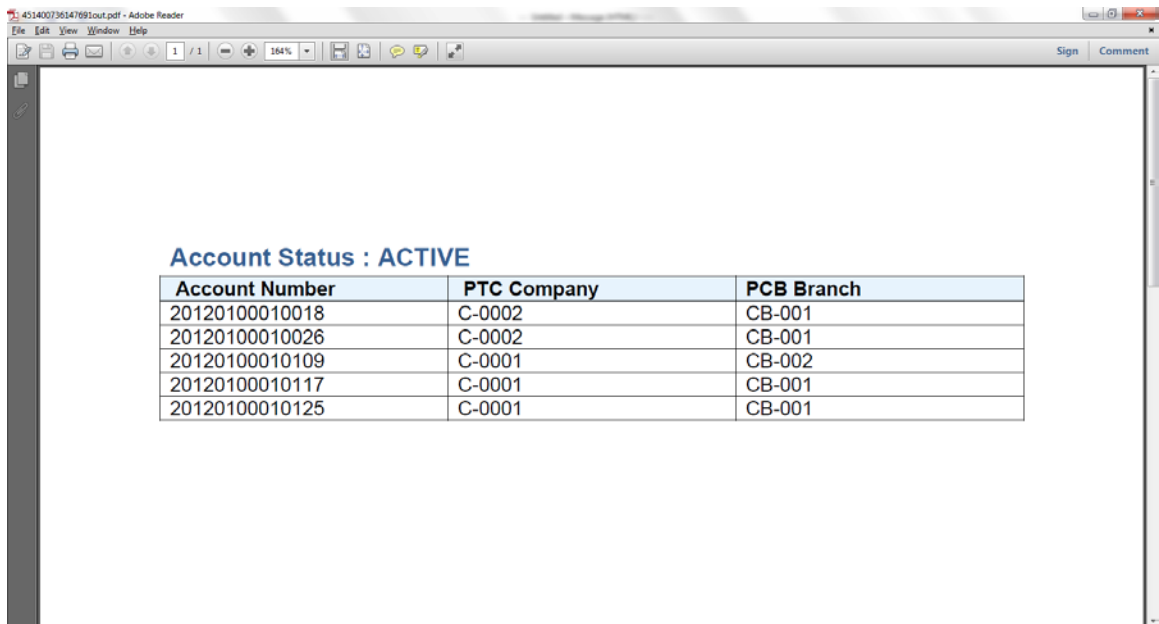 451400736147691out.pdf - Adobe Reader
File Edit View Window Help
1 / 1 164% Sign Comment
Account Status : ACTIVE
Account Number PTC Company PCB Branch
20120100010018 C-0002 CB-001
20120100010026 C-0002 CB-001
20120100010109 C-0001 CB-002
20120100010117 C-0001 CB-001
20120100010125 C-0001 CB-001